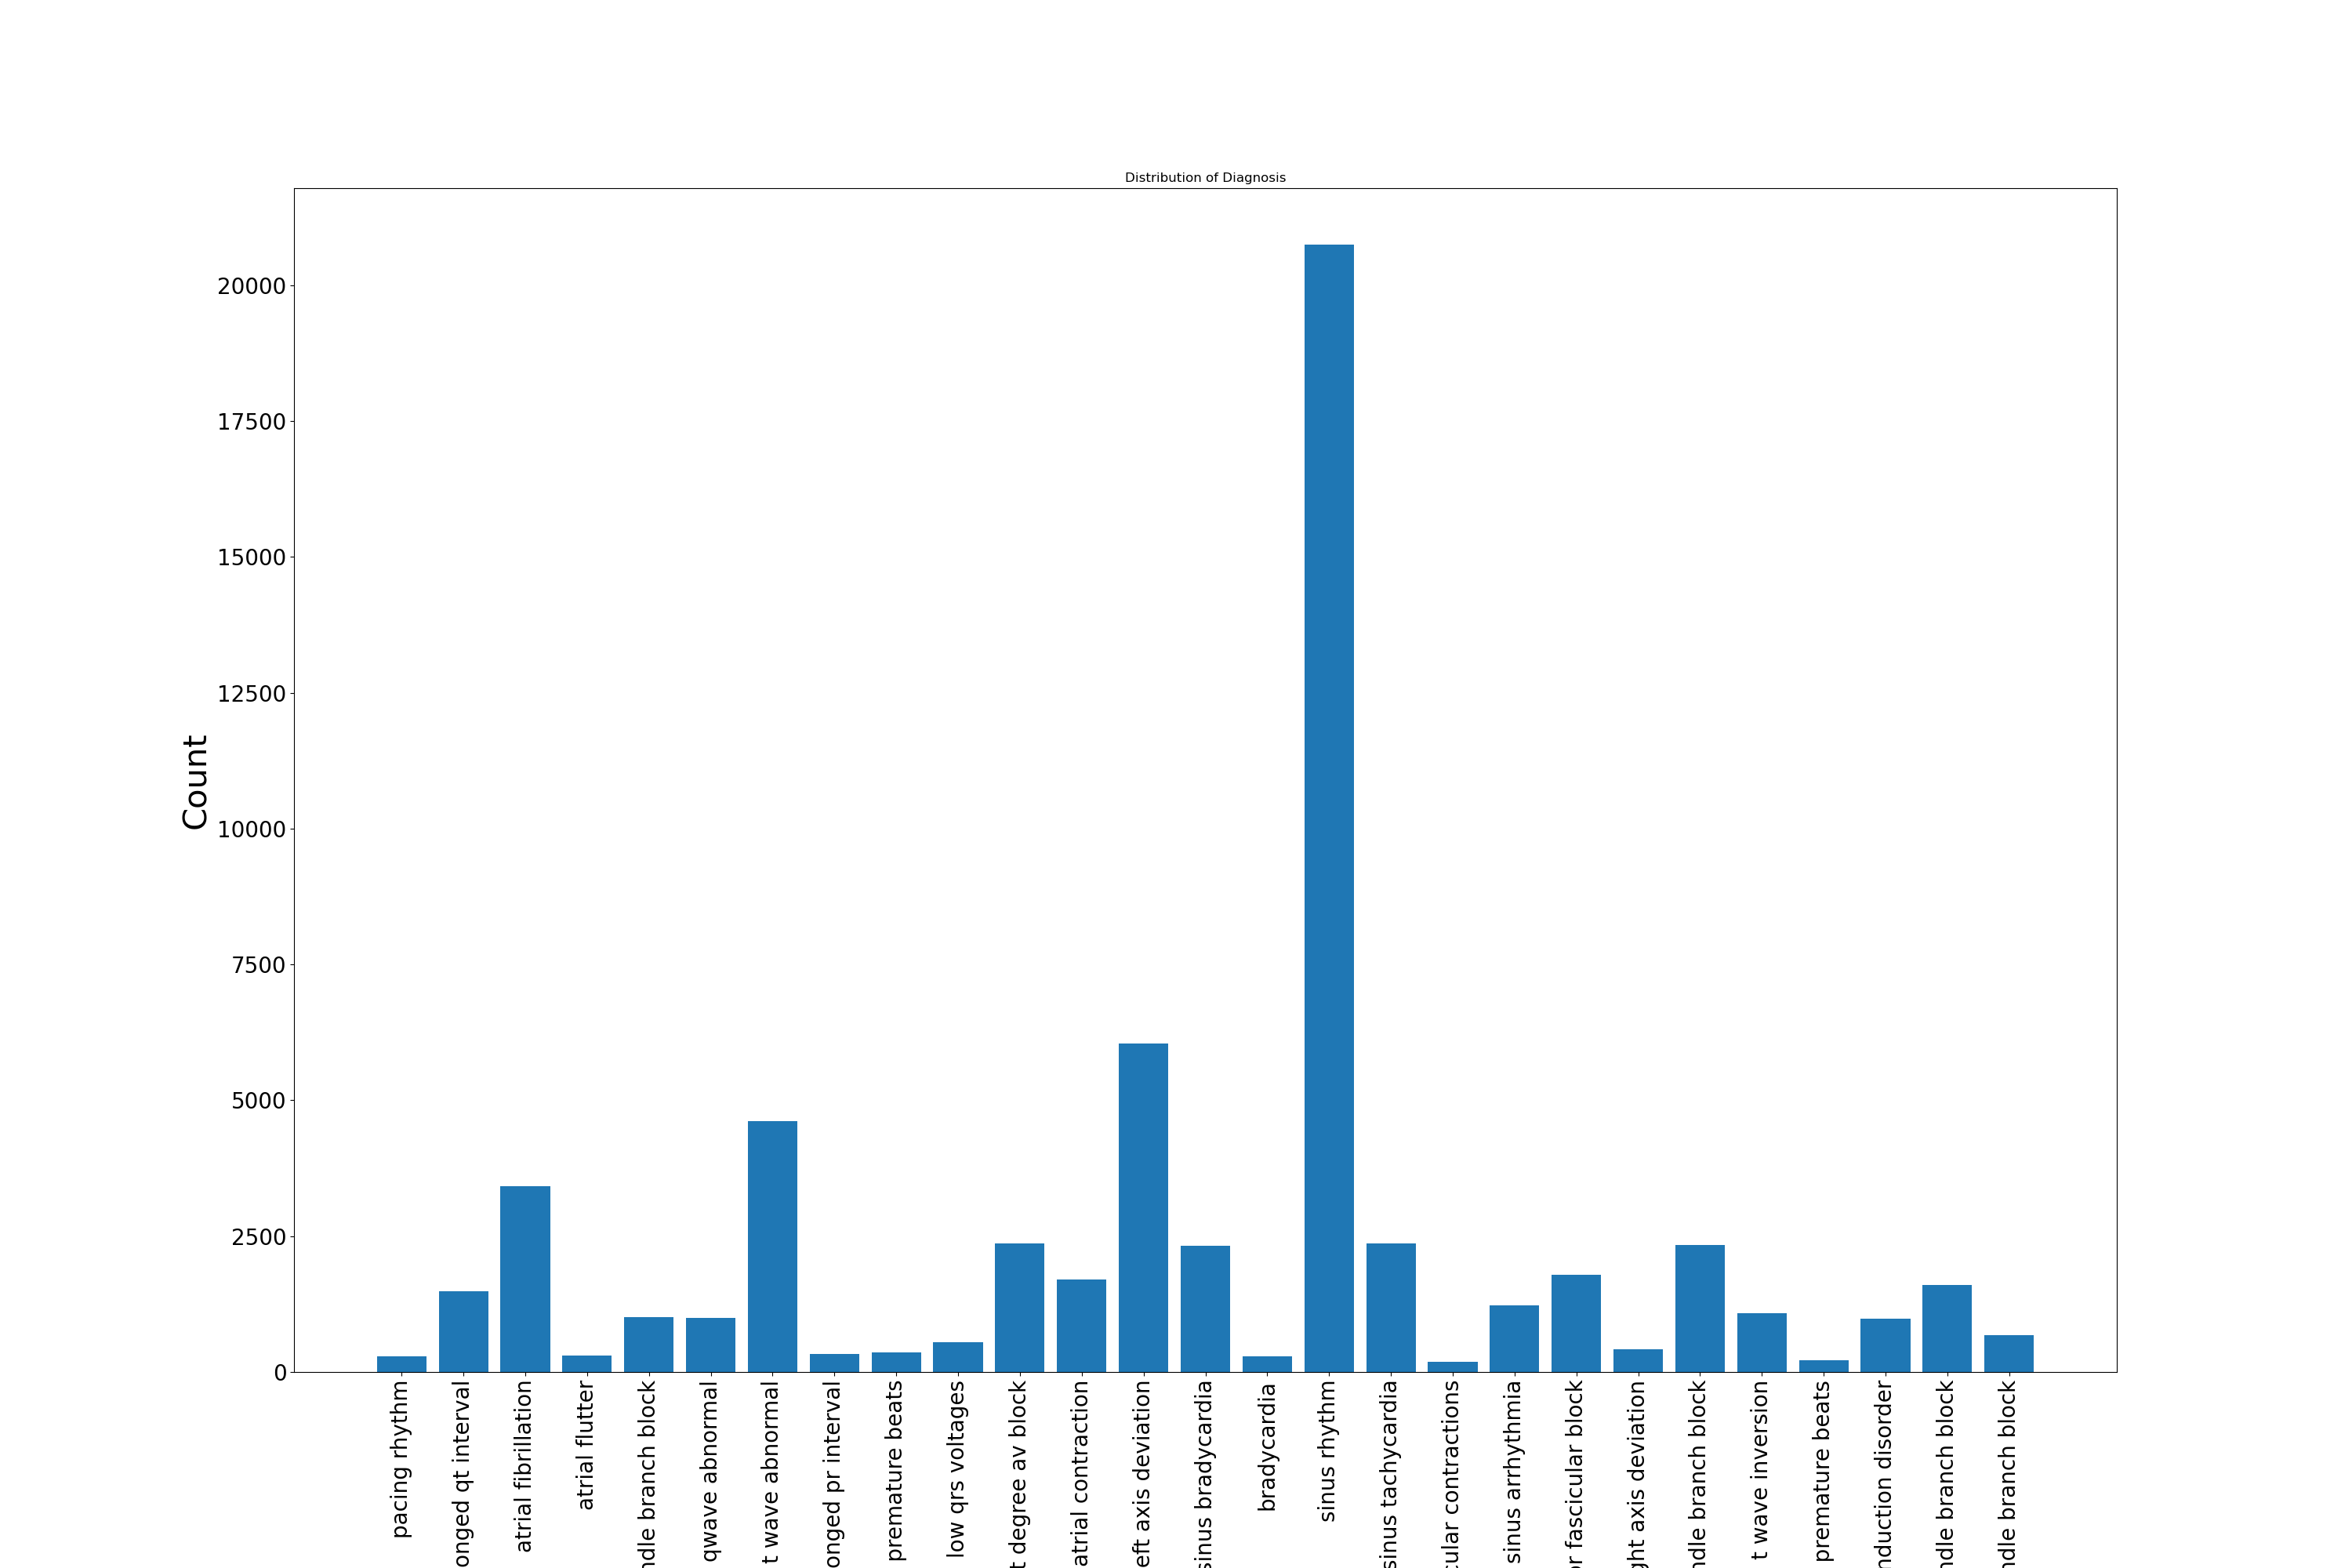 Distribution of Diagnosis
20000
17500
15000
12500
10000
7500
5000
2500
0
Count
pacing rhythm
onged qt interval
atrial fibrillation
atrial flutter
ndle branch block
qwave abnormal
t wave abnormal
onged pr interval
premature beats
low qrs voltages
t degree av block
atrial contraction
eft axis deviation
sinus bradycardia
bradycardia
sinus rhythm
sinus tachycardia
cular contractions
sinus arrhythmia
or fascicular block
ght axis deviation
ndle branch block
t wave inversion
premature beats
nduction disorder
ndle branch block
ndle branch block